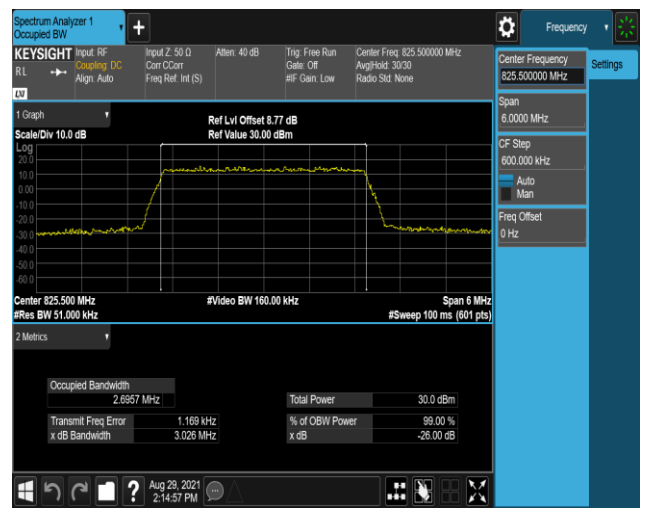 Spectrum Analyzer 1
Occupied BW
+
Frequency
KEYSIGHT
RL
LXI
Input: RF
Coupling: DC
Align: Auto
Input Z: 50 Ω
Corr CCorr
Freq Ref: Int (S)
Atten: 40 dB
Trig: Free Run
Gate: Off
#IF Gain: Low
Center Freq: 825.500000 MHz
Avg|Hold: 30/30
Radio Std: None
Center Frequency
825.500000 MHz
Settings
Span
6.0000 MHz
CF Step
600.000 kHz
Auto
Man
Freq Offset
0 Hz
1 Graph
Scale/Div 10.0 dB
Ref Lvl Offset 8.77 dB
Ref Value 30.00 dBm
Log
20.0
10.0
0.00
-10.0
-20.0
-30.0
-40.0
-50.0
-60.0
Center 825.500 MHz
#Res BW 51.000 kHz
#Video BW 160.00 kHz
Span 6 MHz
#Sweep 100 ms (601 pts)
2 Metrics
Occupied Bandwidth
2.6957 MHz
Total Power 30.0 dBm
Transmit Freq Error 1.169 kHz
% of OBW Power 99.00 %
x dB Bandwidth 3.026 MHz
x dB -26.00 dB
?
Aug 29, 2021
2:14:57 PM